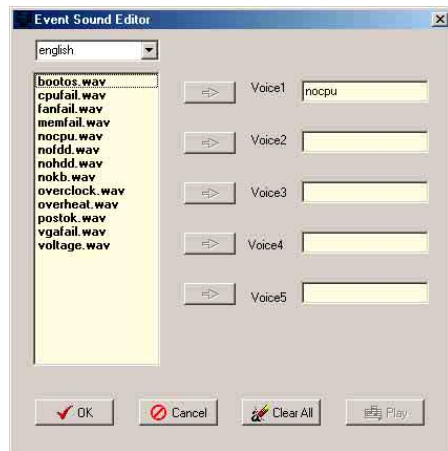 Event Sound Editor
english
bootos.wav
cpufail.wav
fanfail.wav
memfail.wav
nocpu.wav
nofdd.wav
nohdd.wav
nokb.wav
overclock.wav
overheat.wav
postok.wav
vgafail.wav
voltage.wav
Voice1 nocpu
Voice2
Voice3
Voice4
Voice5
OK Cancel Clear All Play